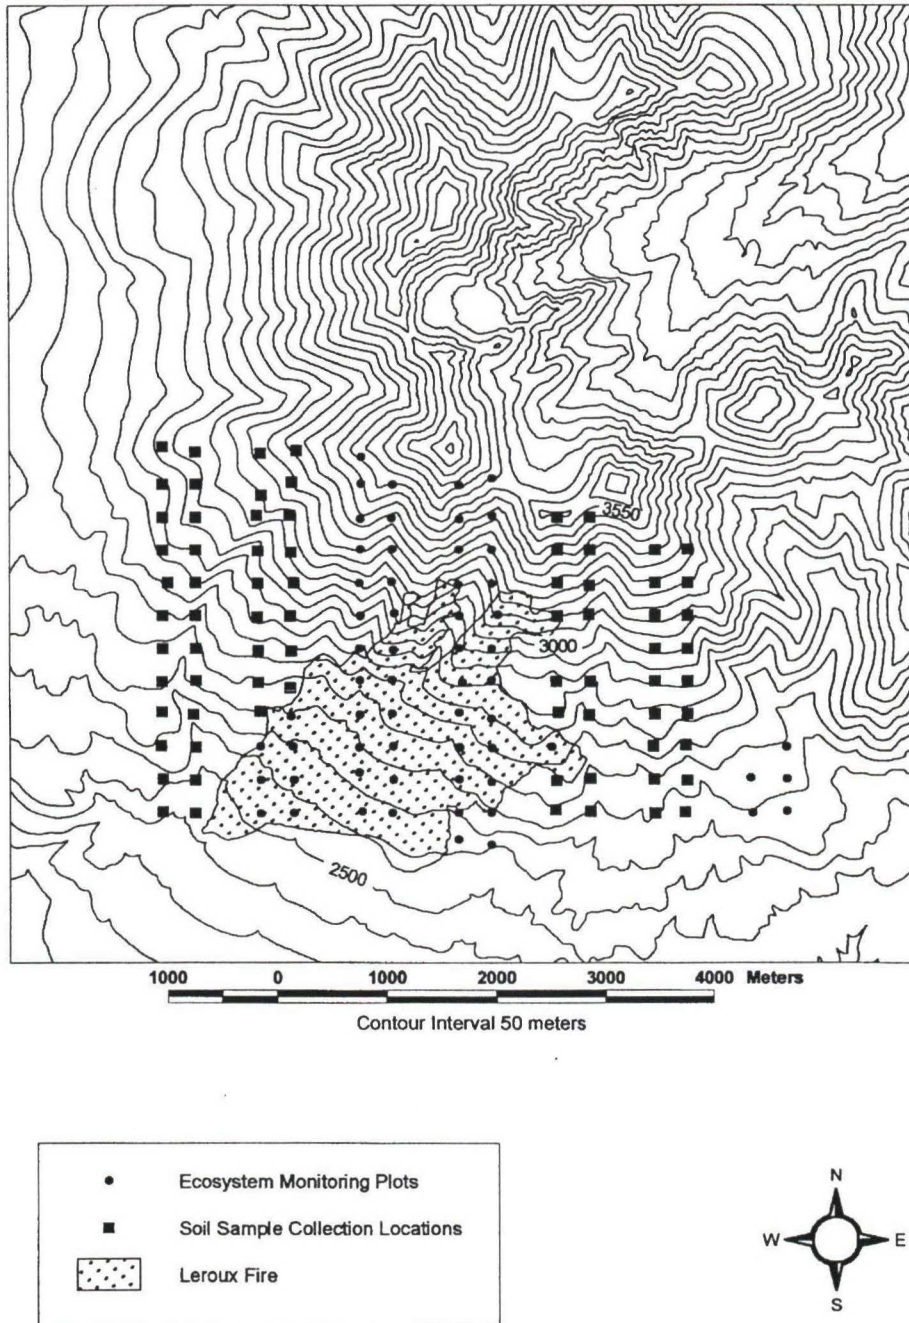 3550
3000
2500
1000 0 1000 2000 3000 4000 Meters
Contour Interval 50 meters
Ecosystem Monitoring Plots
Soil Sample Collection Locations
Leroux Fire
N
W E
S